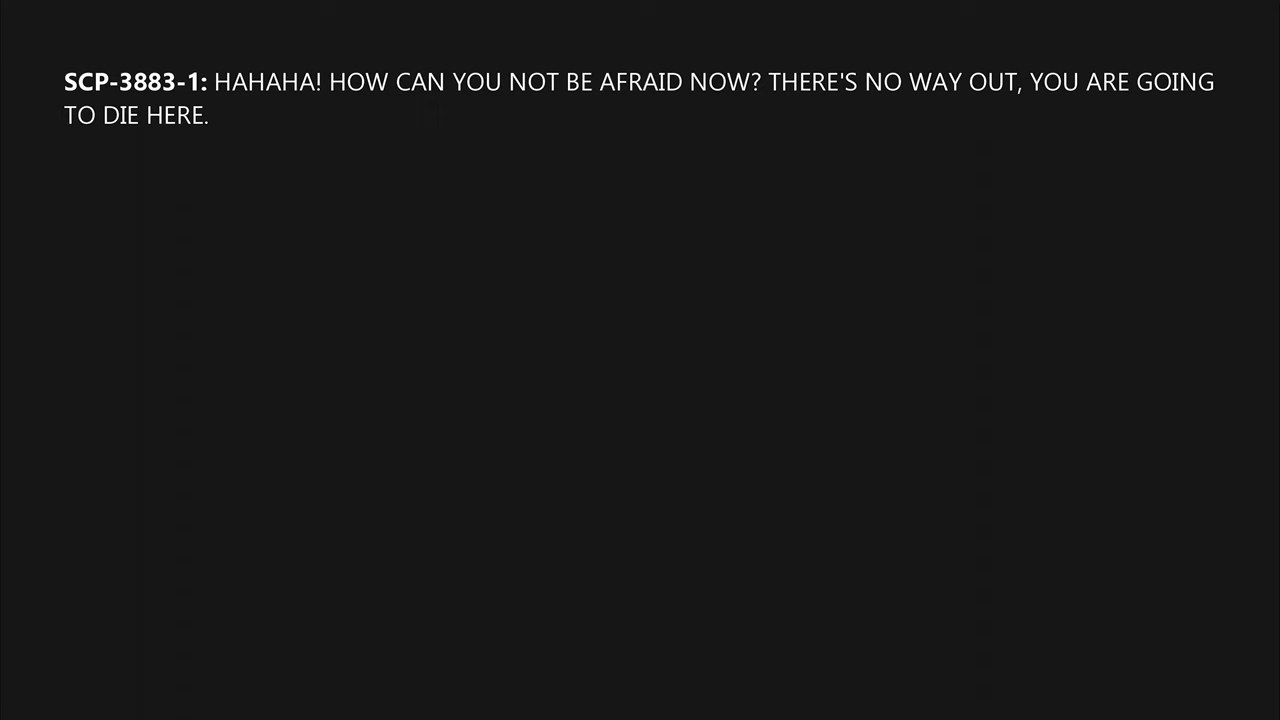 SCP-3883-1: HAHAHA! HOW CAN YOU NOT BE AFRAID NOW? THERE'S NO WAY OUT, YOU ARE GOING
TO DIE HERE.